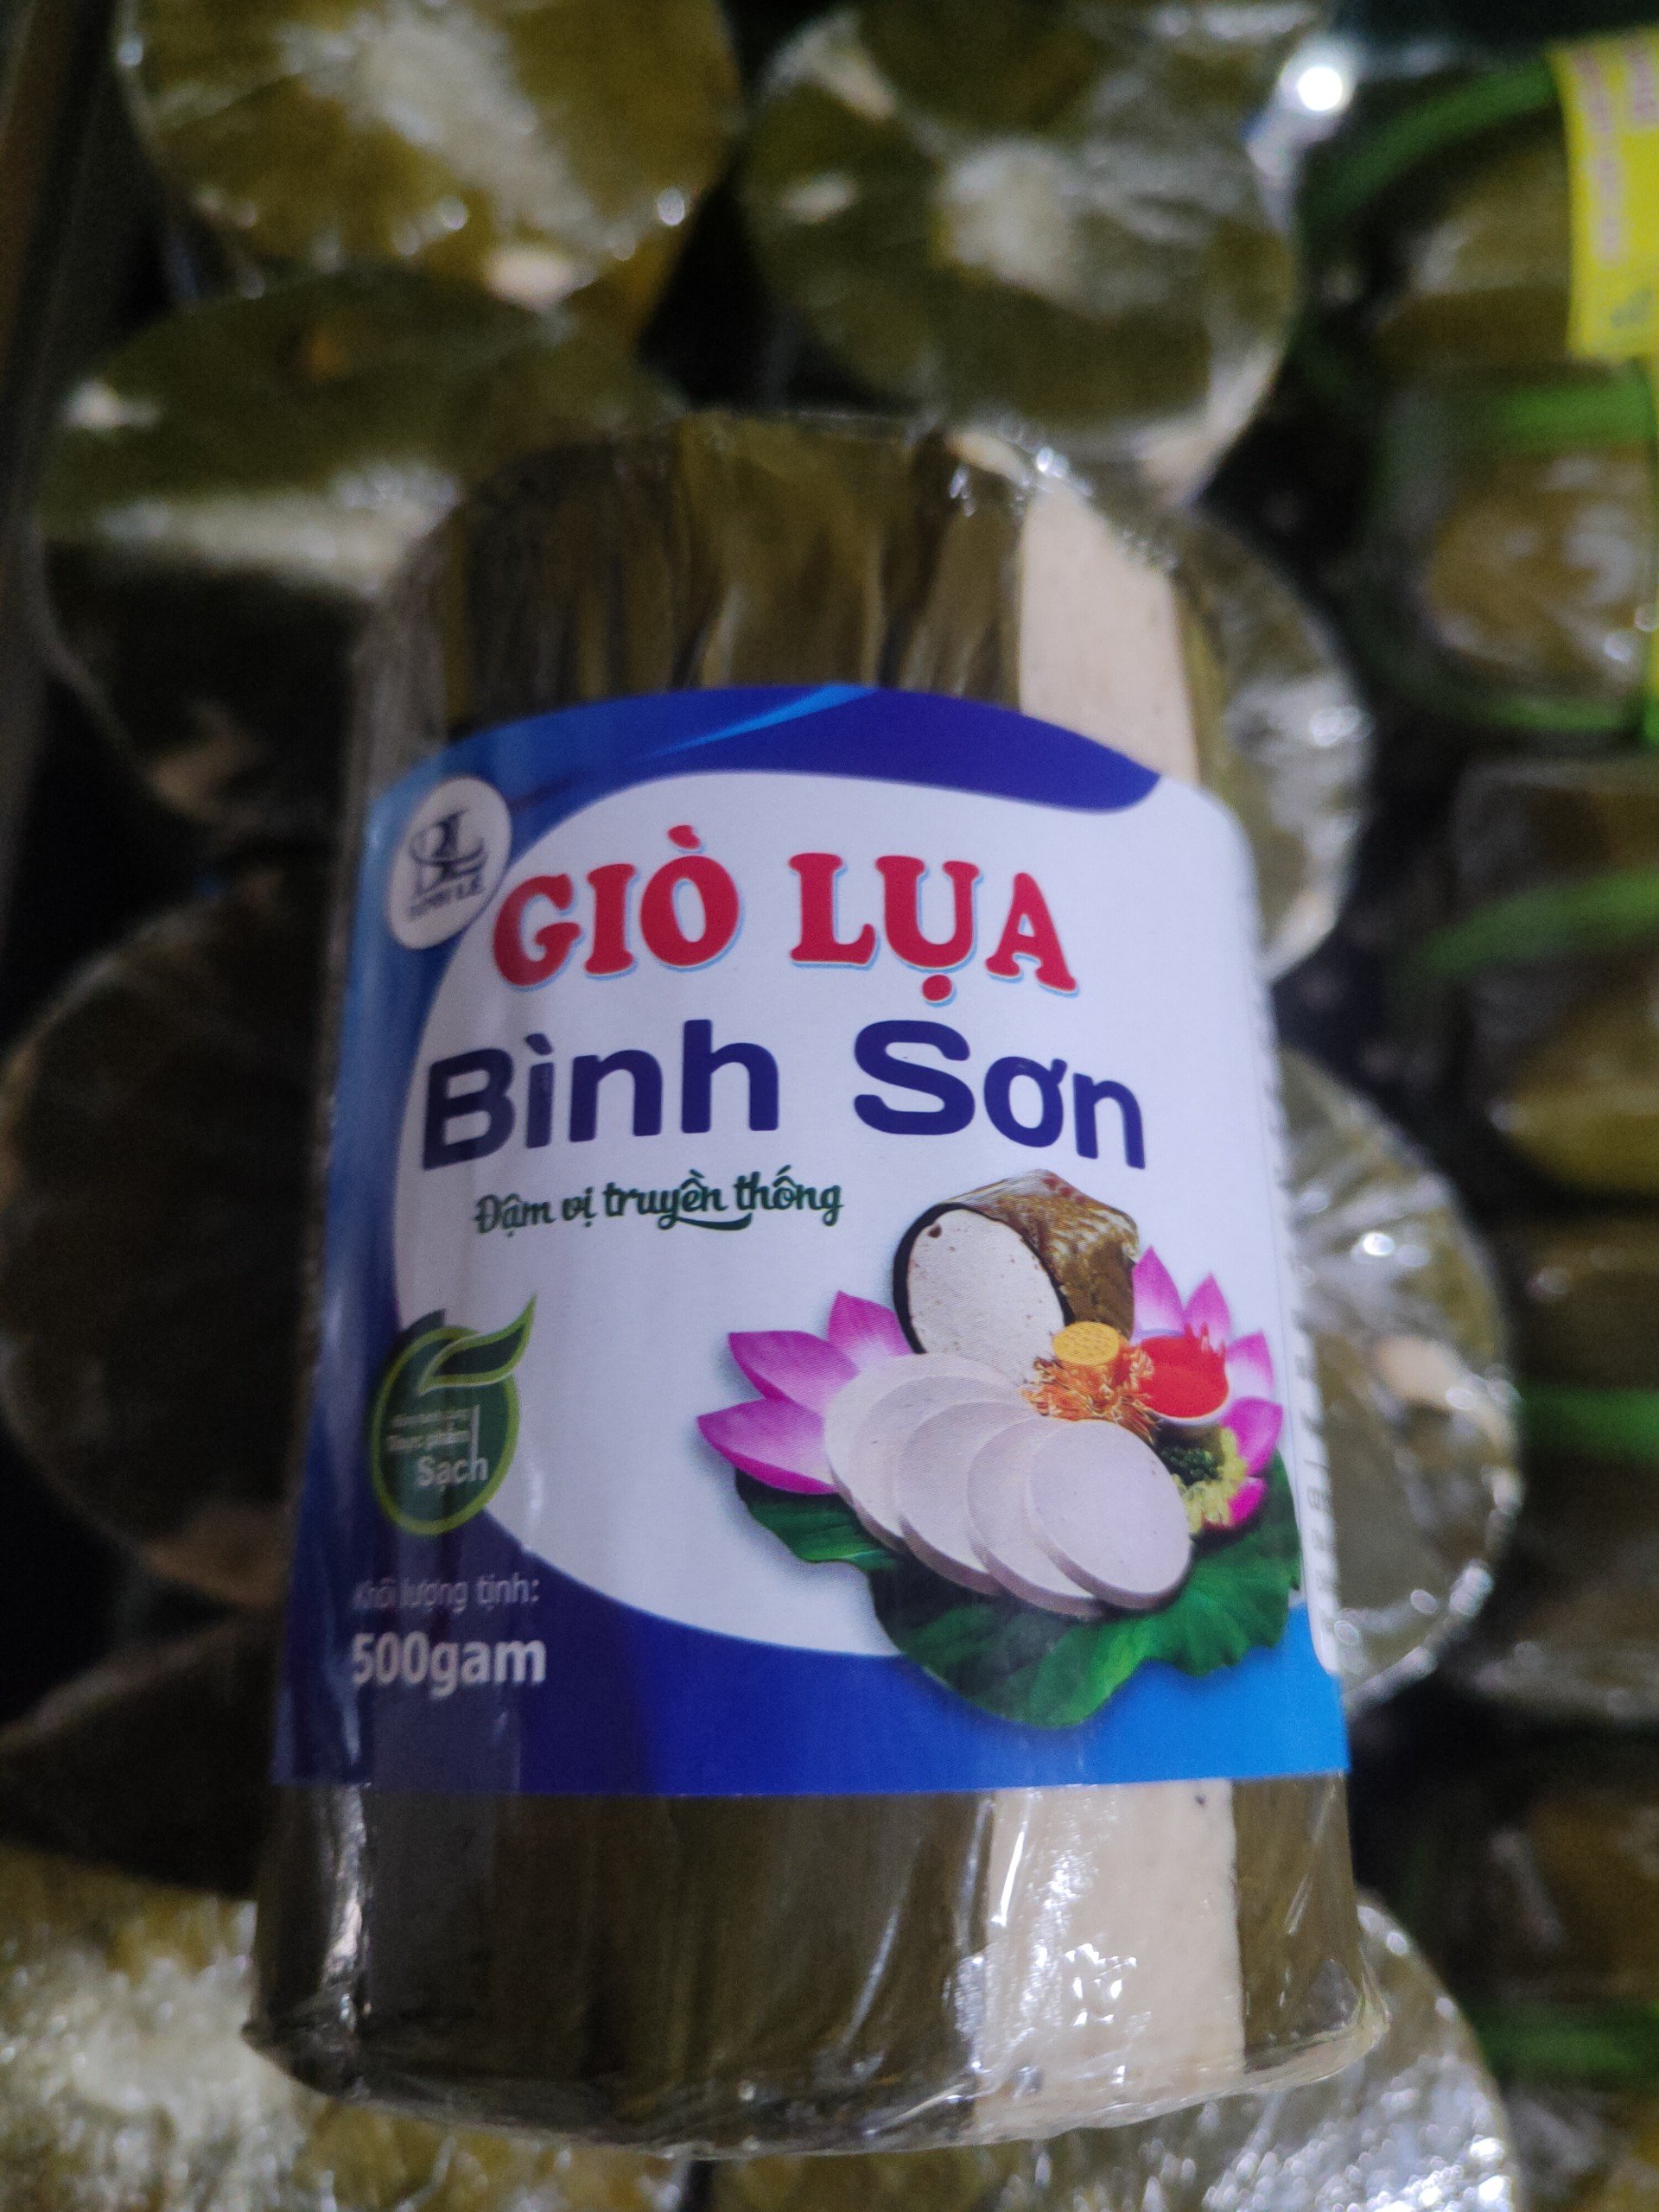 GIÒ LỤA
Bình Sơn
Đậm vị truyền thống
Thực phẩm
Sạch
Khối lượng tịnh:
500gam